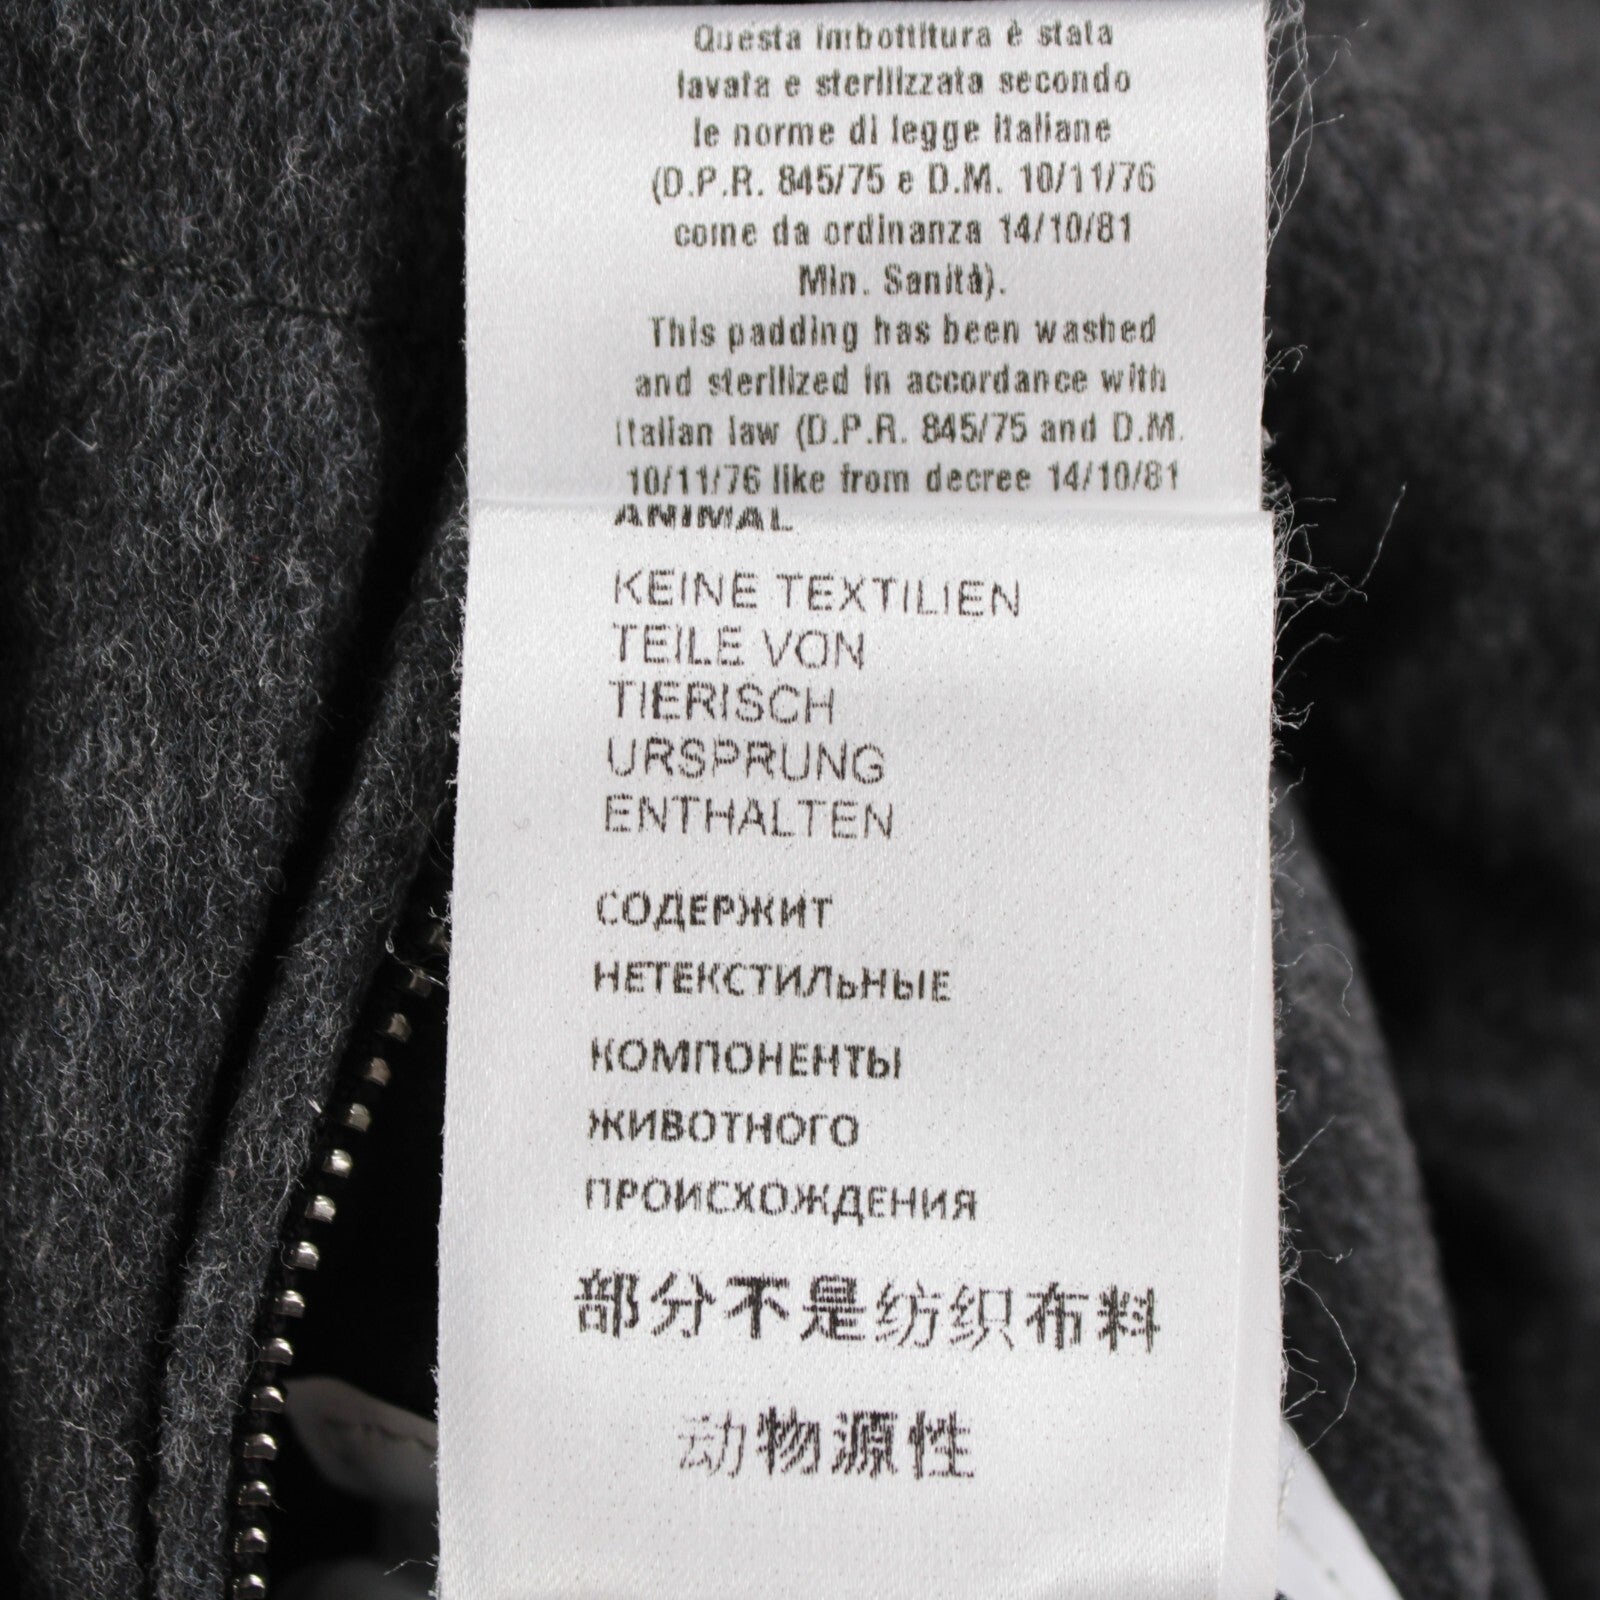 Questa imbottitura è stata
lavata e sterilizzata secondo
le norme di legge italiane
(D.P.R. 845/75 e D.M. 10/11/76
come da ordinanza 14/10/81
Min. Sanità).
This padding has been washed
and sterilized in accordance with
Italian law (D.P.R. 845/75 and D.M.
10/11/76 like from decree 14/10/81
ANIMAL
KEINE TEXTILIEN
TEILE VON
TIERISCH
URSPRUNG
ENTHALTEN
СОДЕРЖИТ
НЕТЕКСТИЛЬНЫЕ
КОМПОНЕНТЫ
ЖИВОТНОГО
ПРОИСХОЖДЕНИЯ
部分不是纺织布料
动物源性